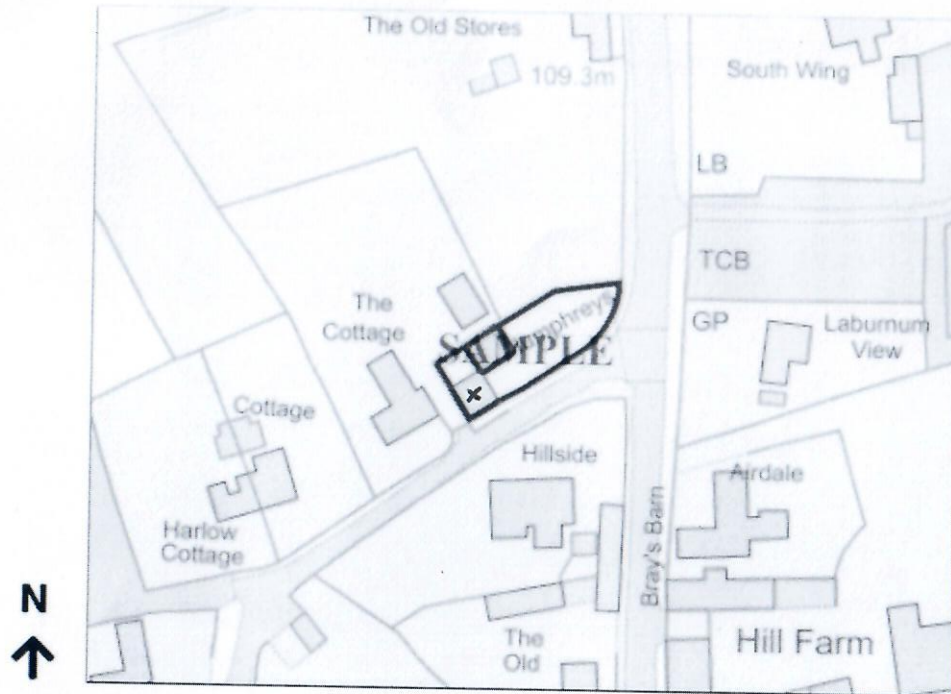 The Old Stores
109.3m
South Wing
LB
TCB
The
Cottage
GP
Laburnum
View
SAMPLE
Cottage
Hillside
Airdale
Harlow
Cottage
Bray's Barn
N
The
Old
Hill Farm